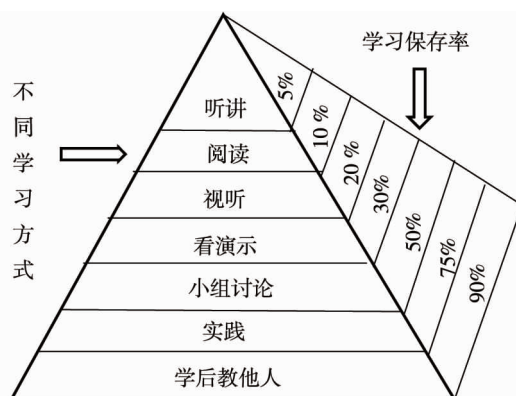 学习保存率
不同学习方式
听讲
5%
阅读
10 %
视听
20 %
看演示
30%
小组讨论
50%
实践
75%
学后教他人
90%